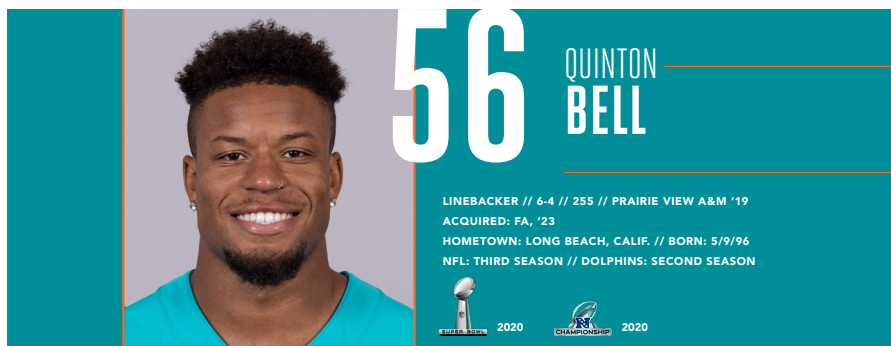 56
QUINTON
BELL
LINEBACKER // 6-4 // 255 // PRAIRIE VIEW A&M ’19
ACQUIRED: FA, ’23
HOMETOWN: LONG BEACH, CALIF. // BORN: 5/9/96
NFL: THIRD SEASON // DOLPHINS: SECOND SEASON
SUPER BOWL 2020 N CHAMPIONSHIP 2020